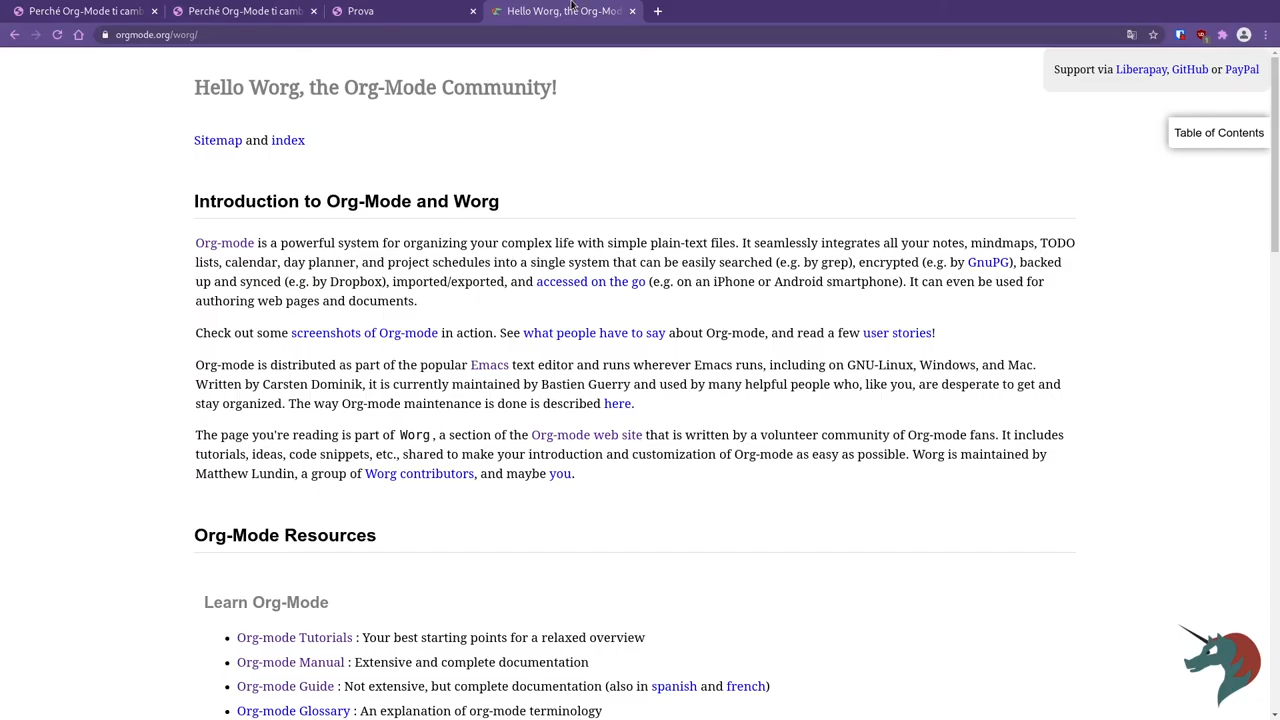 Perché Org-Mode ti camb
Perché Org-Mode ti camb
Prova
Hello Worg, the Org-Mod
orgmode.org/worg/
Support via Liberapay, GitHub or PayPal
Hello Worg, the Org-Mode Community!
Table of Contents
Sitemap and index
Introduction to Org-Mode and Worg
Org-mode is a powerful system for organizing your complex life with simple plain-text files. It seamlessly integrates all your notes, mindmaps, TODO
lists, calendar, day planner, and project schedules into a single system that can be easily searched (e.g. by grep), encrypted (e.g. by GnuPG), backed
up and synced (e.g. by Dropbox), imported/exported, and accessed on the go (e.g. on an iPhone or Android smartphone). It can even be used for
authoring web pages and documents.
Check out some screenshots of Org-mode in action. See what people have to say about Org-mode, and read a few user stories!
Org-mode is distributed as part of the popular Emacs text editor and runs wherever Emacs runs, including on GNU-Linux, Windows, and Mac.
Written by Carsten Dominik, it is currently maintained by Bastien Guerry and used by many helpful people who, like you, are desperate to get and
stay organized. The way Org-mode maintenance is done is described here.
The page you're reading is part of Worg, a section of the Org-mode web site that is written by a volunteer community of Org-mode fans. It includes
tutorials, ideas, code snippets, etc., shared to make your introduction and customization of Org-mode as easy as possible. Worg is maintained by
Matthew Lundin, a group of Worg contributors, and maybe you.
Org-Mode Resources
Learn Org-Mode
• Org-mode Tutorials : Your best starting points for a relaxed overview
• Org-mode Manual : Extensive and complete documentation
• Org-mode Guide : Not extensive, but complete documentation (also in spanish and french)
• Org-mode Glossary : An explanation of org-mode terminology